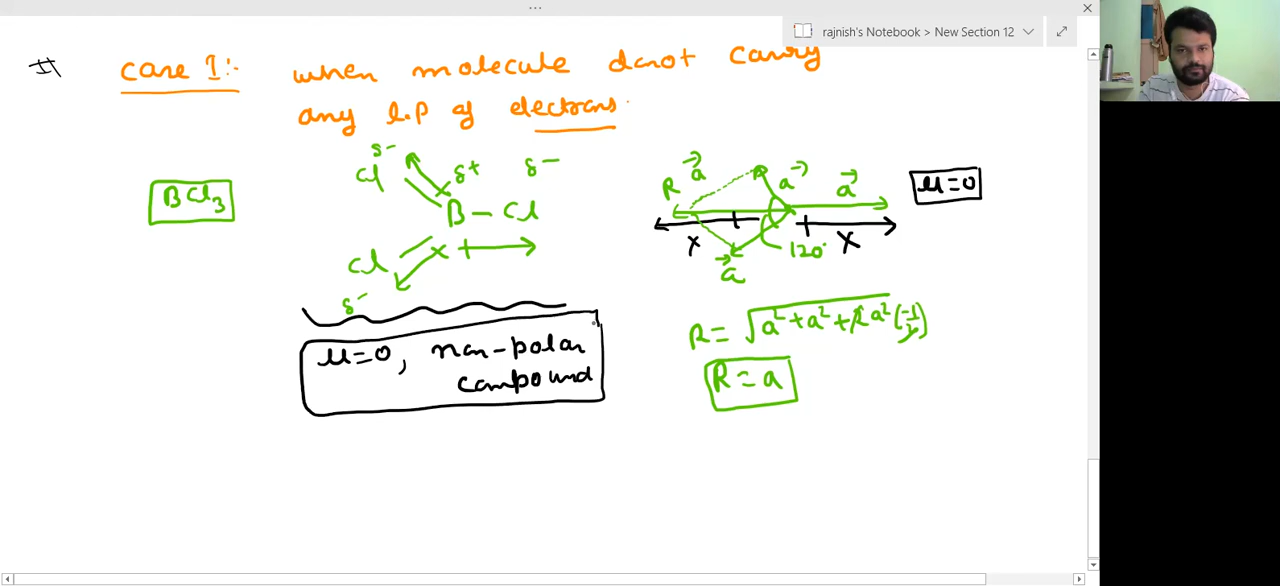 rajnish's Notebook > New Section 12
# Case 1:- when molecule donot carry
any l.p of electrons.
BCl3
δ-
Cl
δ+
δ-
B - Cl
Cl
δ-
R
a
a
a
a
120°
x
x
μ=0
μ=0, non-polar
compound
R = √a²+a²+2a²(-1/2)
R = a